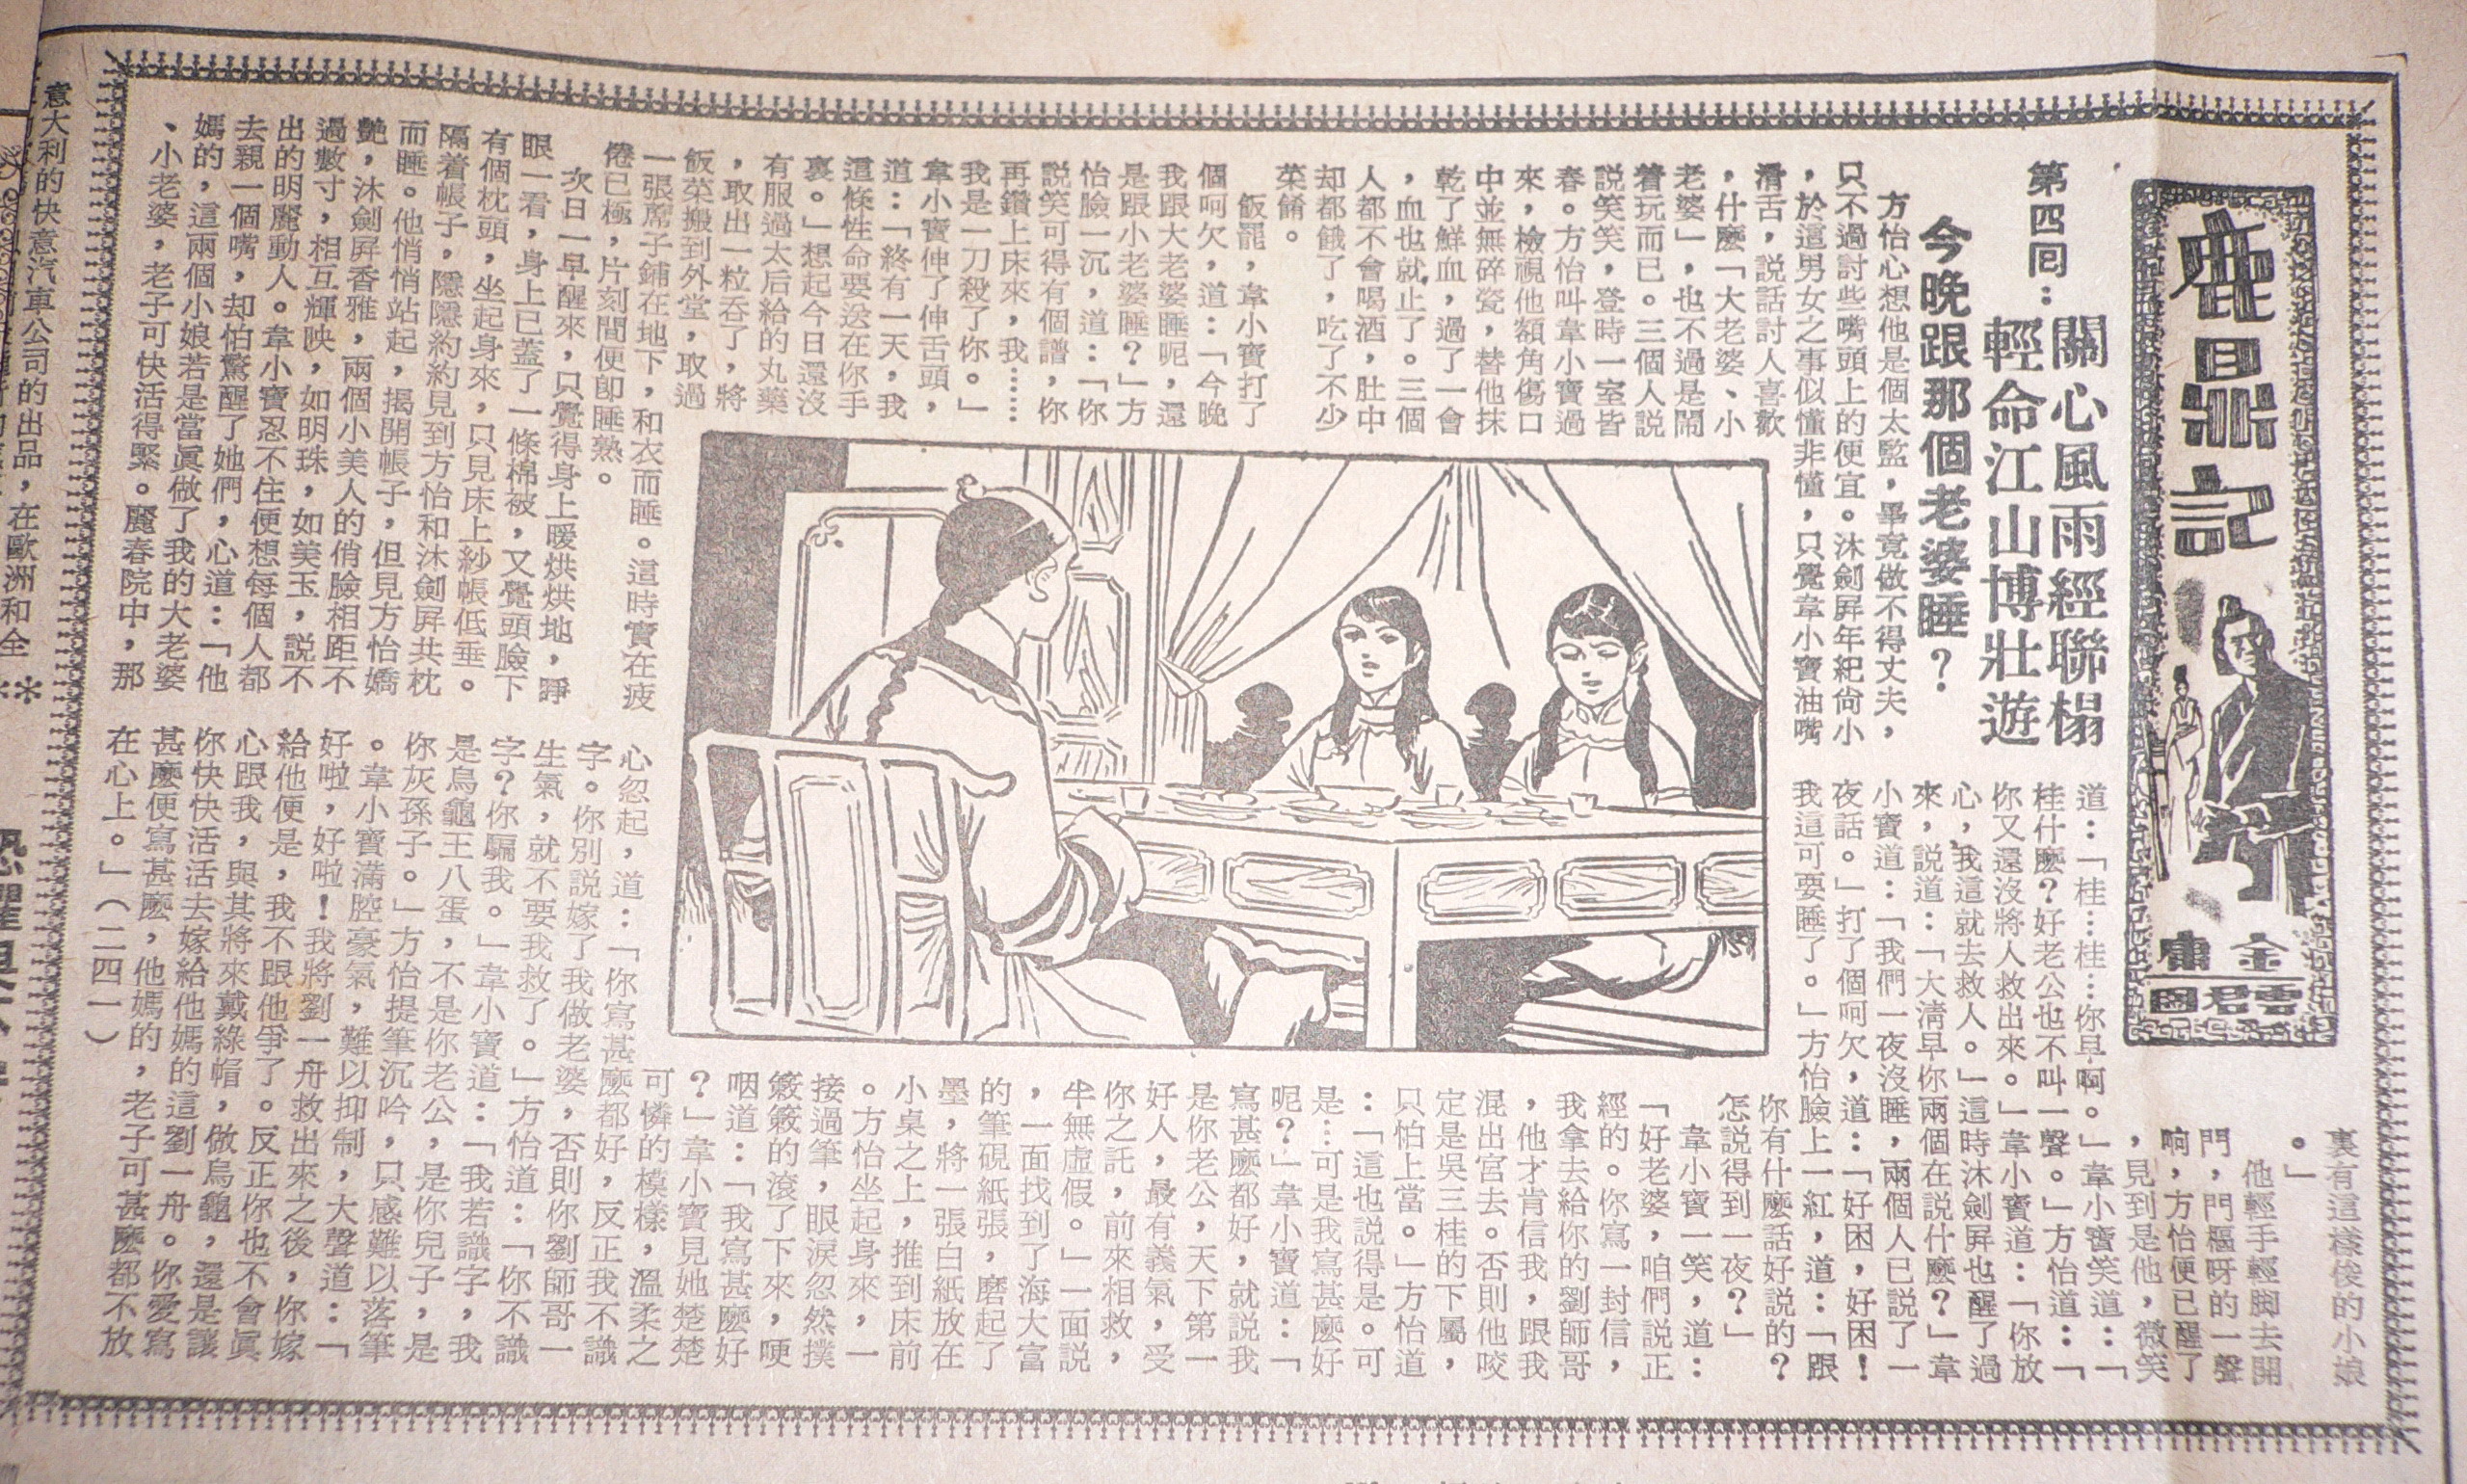 鹿鼎記
金庸
雲君圖
第四回：關心風雨經聯榻
輕命江山博壯遊
今晚跟那個老婆睡？
方怡心想他是個太監，畢竟做不得丈夫，
只不過討些嘴頭上的便宜。沐劍屏年紀尙小
，於這男女之事似懂非懂，只覺韋小寶油嘴
滑舌，說話討人喜歡
，什麽「大老婆、小
老婆」，也不過是鬧
着玩而已。三個人說
說笑笑，登時一室皆
春。方怡叫韋小寶過
來，檢視他額角傷口
中並無碎瓷，替他抹
乾了鮮血，過了一會
，血也就止了。三個
人都不會喝酒，肚中
却都餓了，吃了不少
菜餚。
飯罷，韋小寶打了
個呵欠，道：「今晚
我跟大老婆睡呢，還
是跟小老婆睡？」方
怡臉一沉，道：「你
說笑可得有個譜，你
再鑽上床來，我……
我是一刀殺了你。」
韋小寶伸了伸舌頭，
道：「終有一天，我
這條性命要送在你手
裏。」想起今日還沒
有服過太后給的丸藥
，取出一粒吞了，將
飯菜搬到外堂，取過
一張席子鋪在地下，和衣而睡。這時實在疲
倦已極，片刻間便卽睡熟。
次日一早醒來，只覺得身上暖烘烘地，睜
眼一看，身上已蓋了一條棉被，又覺頭臉下
有個枕頭，坐起身來，只見床上紗帳低垂。
隔着帳子，隱隱約約見到方怡和沐劍屏共枕
而睡。他悄悄站起，揭開帳子，但見方怡嬌
艷，沐劍屏香雅，兩個小美人的俏臉相距不
過數寸，相互輝映，如明珠，如美玉，說不
出的明麗動人。韋小寶忍不住便想每個人都
去親一個嘴，却怕驚醒了她們，心道：「他
媽的，這兩個小娘若是當眞做了我的大老婆
、小老婆，老子可快活得緊。麗春院中，那
裏有這樣俊的小娘
。」
他輕手輕脚去開
門，門樞呀的一聲
响，方怡便已醒了
，見到是他，微笑
道：「桂…桂…你早啊。」韋小寶笑道：「
桂什麽？好老公也不叫一聲。」方怡道：「
你又還沒將人救出來。」韋小寶道：「你放
心，我這就去救人。」這時沐劍屏也醒了過
來，說道：「大淸早你兩個在說什麽？」韋
小寶道：「我們一夜沒睡，兩個人已說了一
夜話。」打了個呵欠，道：「好困，好困！
我這可要睡了。」方怡臉上一紅，道：「跟
你有什麽話好說的？
怎說得到一夜？」
韋小寶一笑，道：
「好老婆，咱們說正
經的。你寫一封信，
我拿去給你的劉師哥
，他才肯信我，跟我
混出宮去。否則他咬
定是吳三桂的下屬，
只怕上當。」方怡道
：「這也說得是。可
是…可是我寫甚麽好
呢？」韋小寶道：「
寫甚麽都好，就說我
是你老公，天下第一
好人，最有義氣，受
你之託，前來相救，
半無虛假。」一面說
，一面找到了海大富
的筆硯紙張，磨起了
墨，將一張白紙放在
小桌之上，推到床前
。方怡坐起身來，一
接過筆，眼淚忽然撲
簌簌的滾了下來，哽
咽道：「我寫甚麽好
？」韋小寶見她楚楚
可憐的模樣，溫柔之
心忽起，道：「你寫甚麽都好，反正我不識
字。你別說嫁了我做老婆，否則你劉師哥一
生氣，就不要我救了。」方怡道：「你不識
字？你騙我。」韋小寶道：「我若識字，我
是烏龜王八蛋，不是你老公，是你兒子，是
你灰孫子。」方怡提筆沉吟，只感難以落筆
。韋小寶滿腔豪氣，難以抑制，大聲道：「
好啦，好啦！我將劉一舟救出來之後，你嫁
給他便是，我不跟他爭了。反正你也不會眞
心跟我，與其將來戴綠帽，做烏龜，還是讓
你快快活活去嫁給他媽的這劉一舟。你愛寫
甚麽便寫甚麽，他媽的，老子可甚麽都不放
在心上。」（二四一）
意大利的快意汽車公司的出品，在歐洲和全